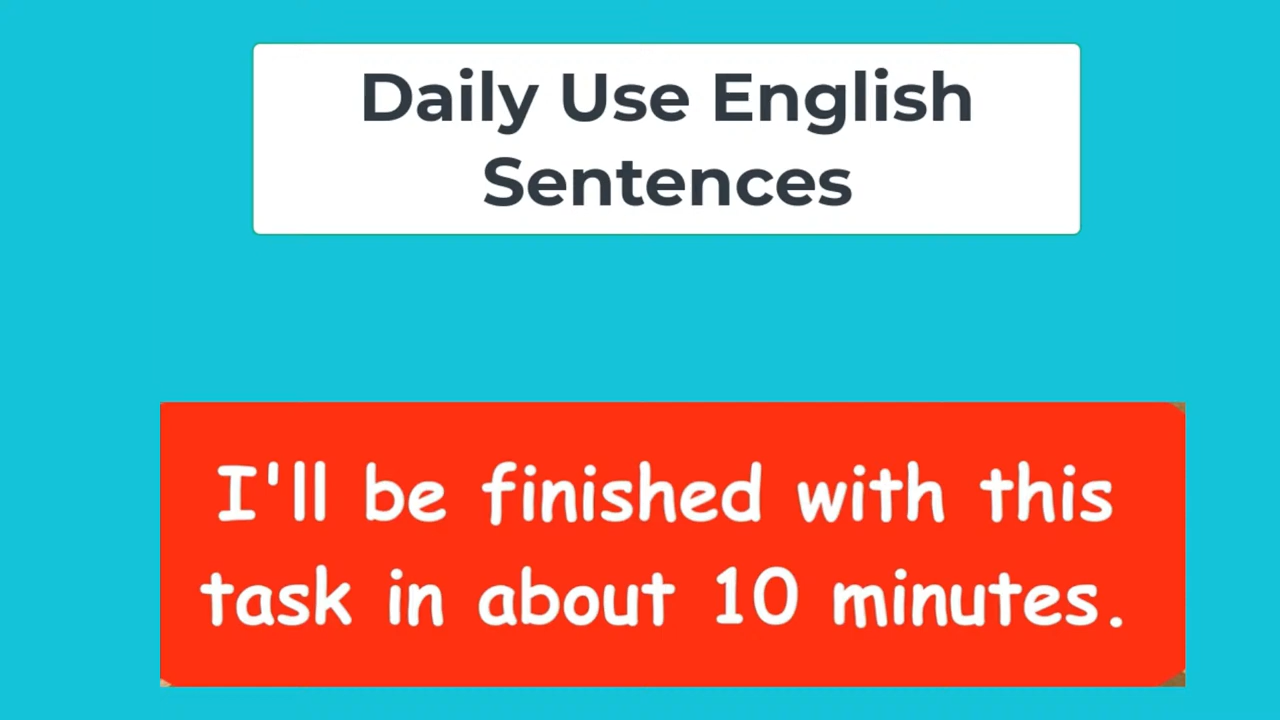 Daily Use English
Sentences
I'll be finished with this
task in about 10 minutes.